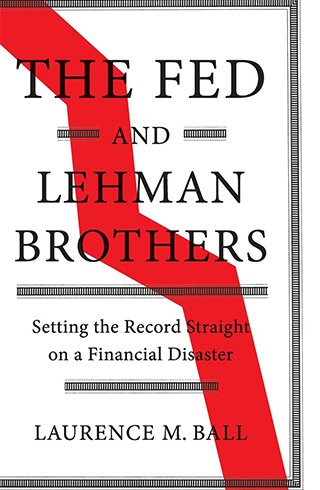 THE FED
AND
LEHMAN
BROTHERS
Setting the Record Straight
on a Financial Disaster
LAURENCE M. BALL